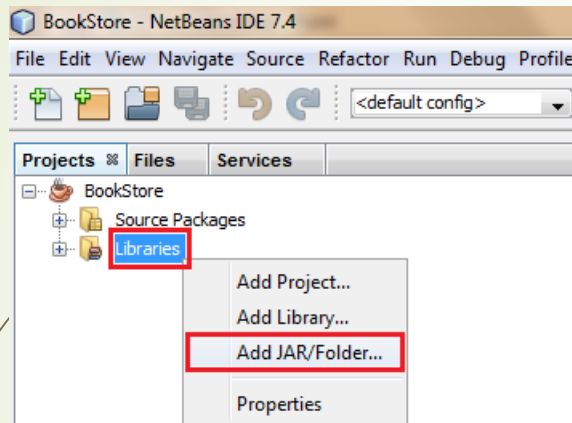 BookStore - NetBeans IDE 7.4
File Edit View Navigate Source Refactor Run Debug Profile
<default config>
Projects Files Services
BookStore
Source Packages
Libraries
Add Project...
Add Library...
Add JAR/Folder...
Properties